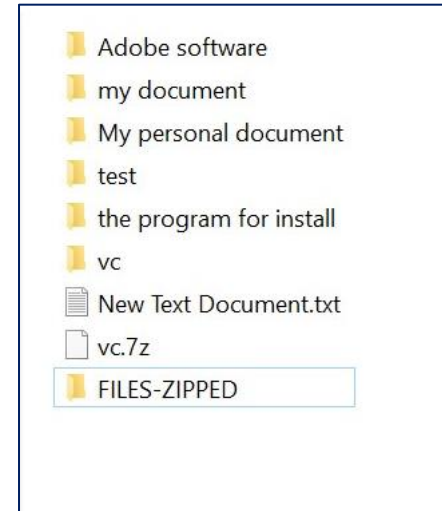 Adobe software
my document
My personal document
test
the program for install
vc
New Text Document.txt
vc.7z
FILES-ZIPPED